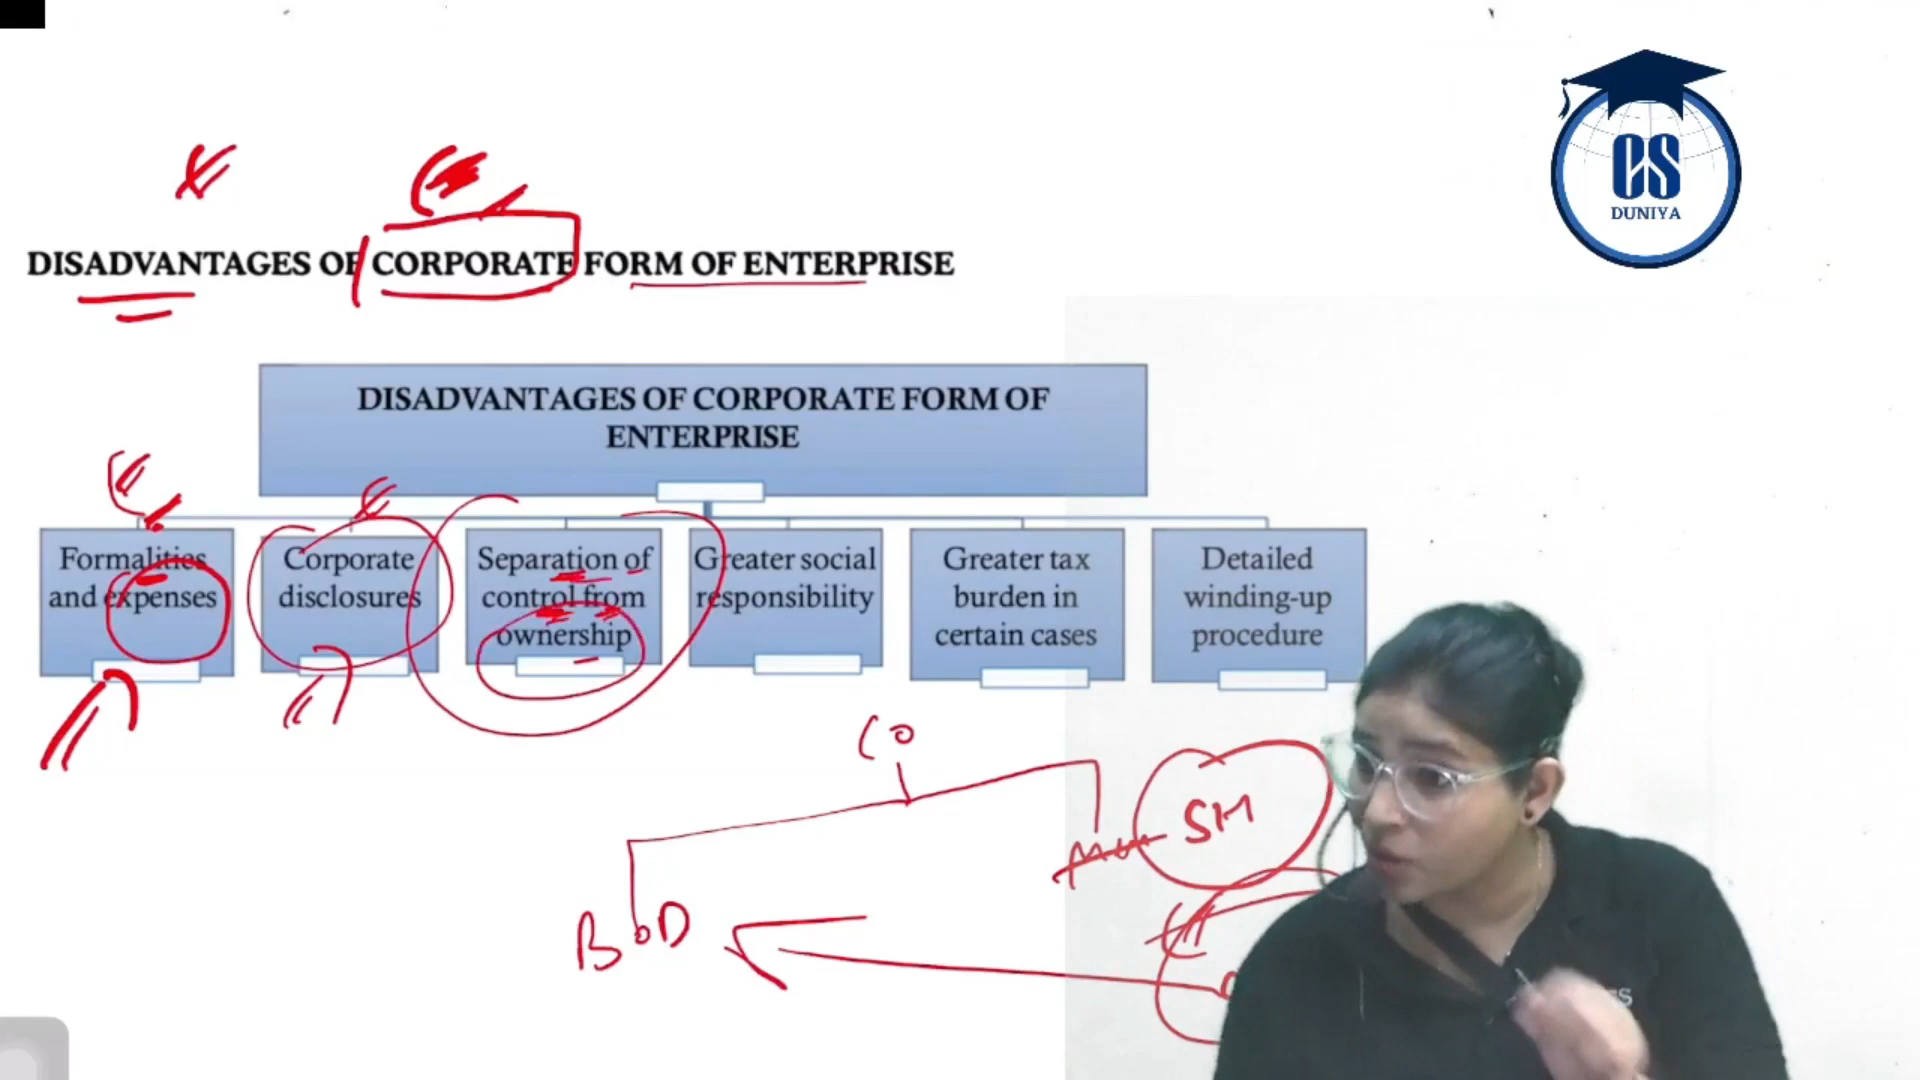 CS
DUNIYA
DISADVANTAGES OF CORPORATE FORM OF ENTERPRISE
DISADVANTAGES OF CORPORATE FORM OF
ENTERPRISE
Formalities
and expenses
Corporate
disclosures
Separation of
control from
ownership
Greater social
responsibility
Greater tax
burden in
certain cases
Detailed
winding-up
procedure
Co
SM
BOD